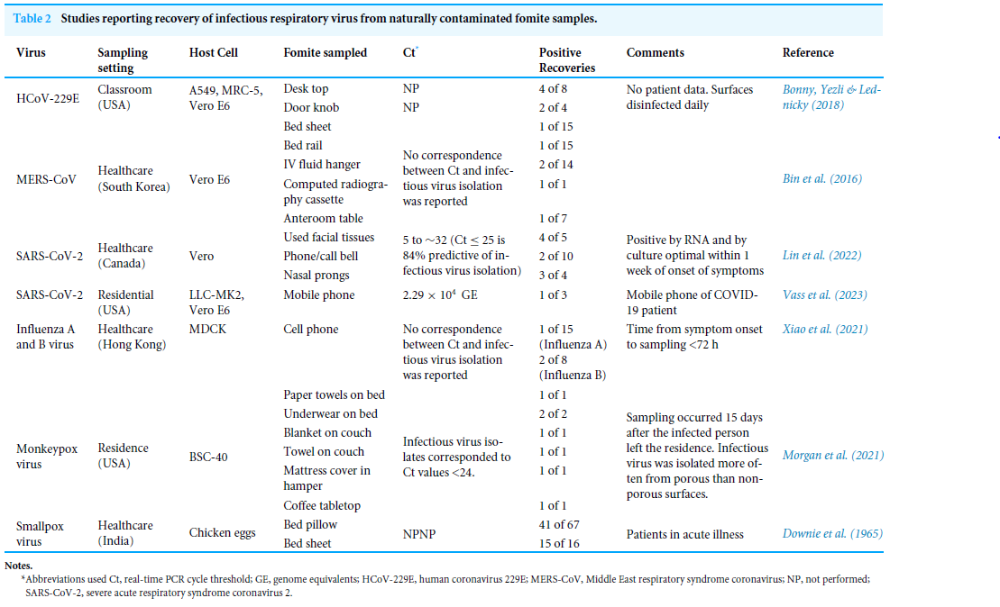 Table 2 Studies reporting recovery of infectious respiratory virus from naturally contaminated fomite samples.
Virus Sampling setting Host Cell Fomite sampled Ct* Positive Recoveries Comments Reference
HCoV-229E Classroom (USA) A549, MRC-5, Vero E6 Desk top NP 4 of 8 No patient data. Surfaces disinfected daily Bonny, Yezli & Led-nicky (2018)
Door knob NP 2 of 4
MERS-CoV Healthcare (South Korea) Vero E6 Bed sheet No correspondence between Ct and infec-tious virus isolation was reported 1 of 15 Bin et al. (2016)
Bed rail 1 of 15
IV fluid hanger 2 of 14
Computed radiogra-phy cassette 1 of 1
Anteroom table 1 of 7
SARS-CoV-2 Healthcare (Canada) Vero Used facial tissues 5 to ∼32 (Ct ≤ 25 is 84% predictive of in-fectious virus isolation) 4 of 5 Positive by RNA and by culture optimal within 1 week of onset of symptoms Lin et al. (2022)
Phone/call bell 2 of 10
Nasal prongs 3 of 4
SARS-CoV-2 Residential (USA) LLC-MK2, Vero E6 Mobile phone 2.29 × 10⁴ GE 1 of 3 Mobile phone of COVID-19 patient Vass et al. (2023)
Influenza A and B virus Healthcare (Hong Kong) MDCK Cell phone No correspondence between Ct and infec-tious virus isolation was reported 1 of 15 (Influenza A) 2 of 8 (Influenza B) Time from symptom onset to sampling <72 h Xiao et al. (2021)
Monkeypox virus Residence (USA) BSC-40 Paper towels on bed Infectious virus iso-lates corresponded to Ct values <24. 1 of 1 Sampling occurred 15 days after the infected person left the residence. Infectious virus was isolated more of-ten from porous than non-porous surfaces. Morgan et al. (2021)
Underwear on bed 2 of 2
Blanket on couch 1 of 1
Towel on couch 1 of 1
Mattress cover in hamper 1 of 1
Coffee tabletop 1 of 1
Smallpox virus Healthcare (India) Chicken eggs Bed pillow NPNP 41 of 67 Patients in acute illness Downie et al. (1965)
Bed sheet 15 of 16
Notes.
*Abbreviations used Ct, real-time PCR cycle threshold; GE, genome equivalents; HCoV-229E, human coronavirus 229E; MERS-CoV, Middle East respiratory syndrome coronavirus; NP, not performed;
SARS-CoV-2, severe acute respiratory syndrome coronavirus 2.